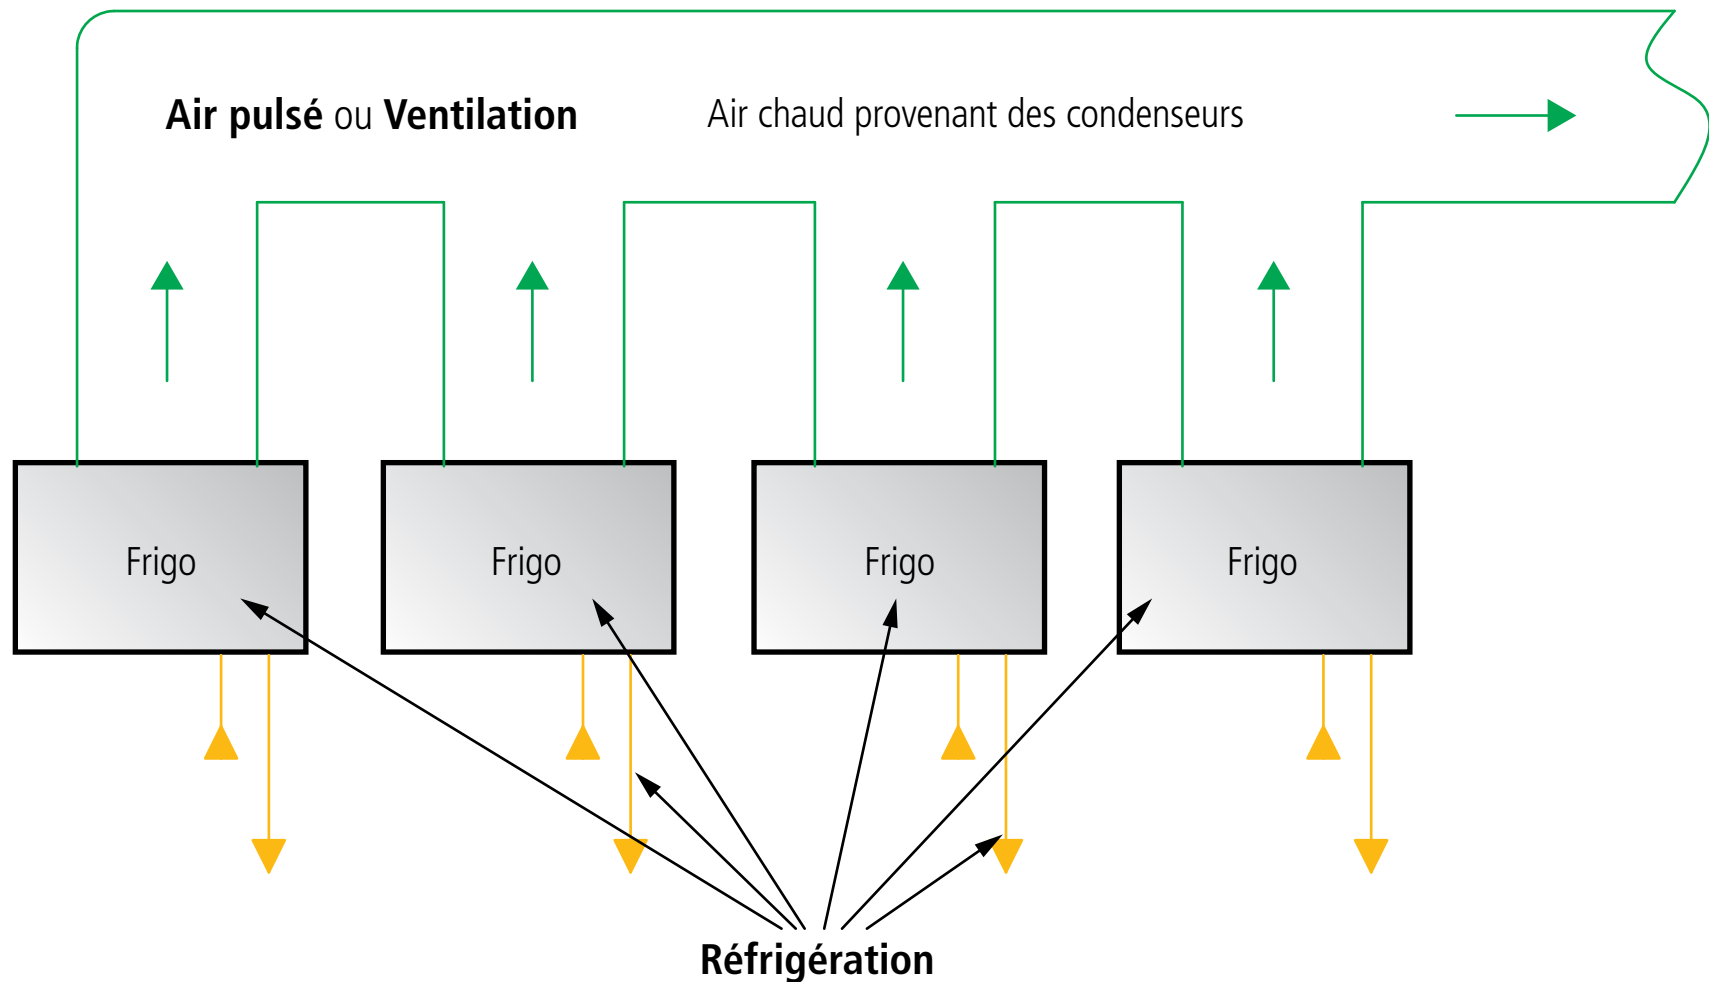 Air pulsé ou Ventilation
Air chaud provenant des condenseurs
Frigo
Frigo
Frigo
Frigo
Réfrigération